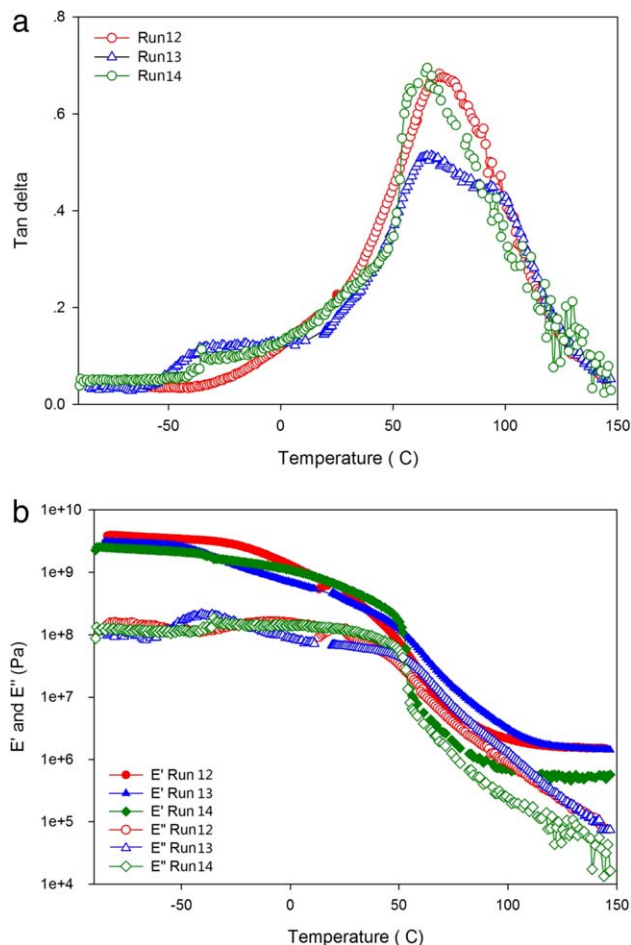 a
.8
.6
.4
.2
0.0
Tan delta
Run12
Run13
Run14
-50
0
50
100
150
Temperature ( C)
b
1e+10
1e+9
1e+8
1e+7
1e+6
1e+5
1e+4
E' and E" (Pa)
E' Run 12
E' Run 13
E' Run 14
E" Run12
E" Run13
E" Run14
-50
0
50
100
150
Temperature ( C)